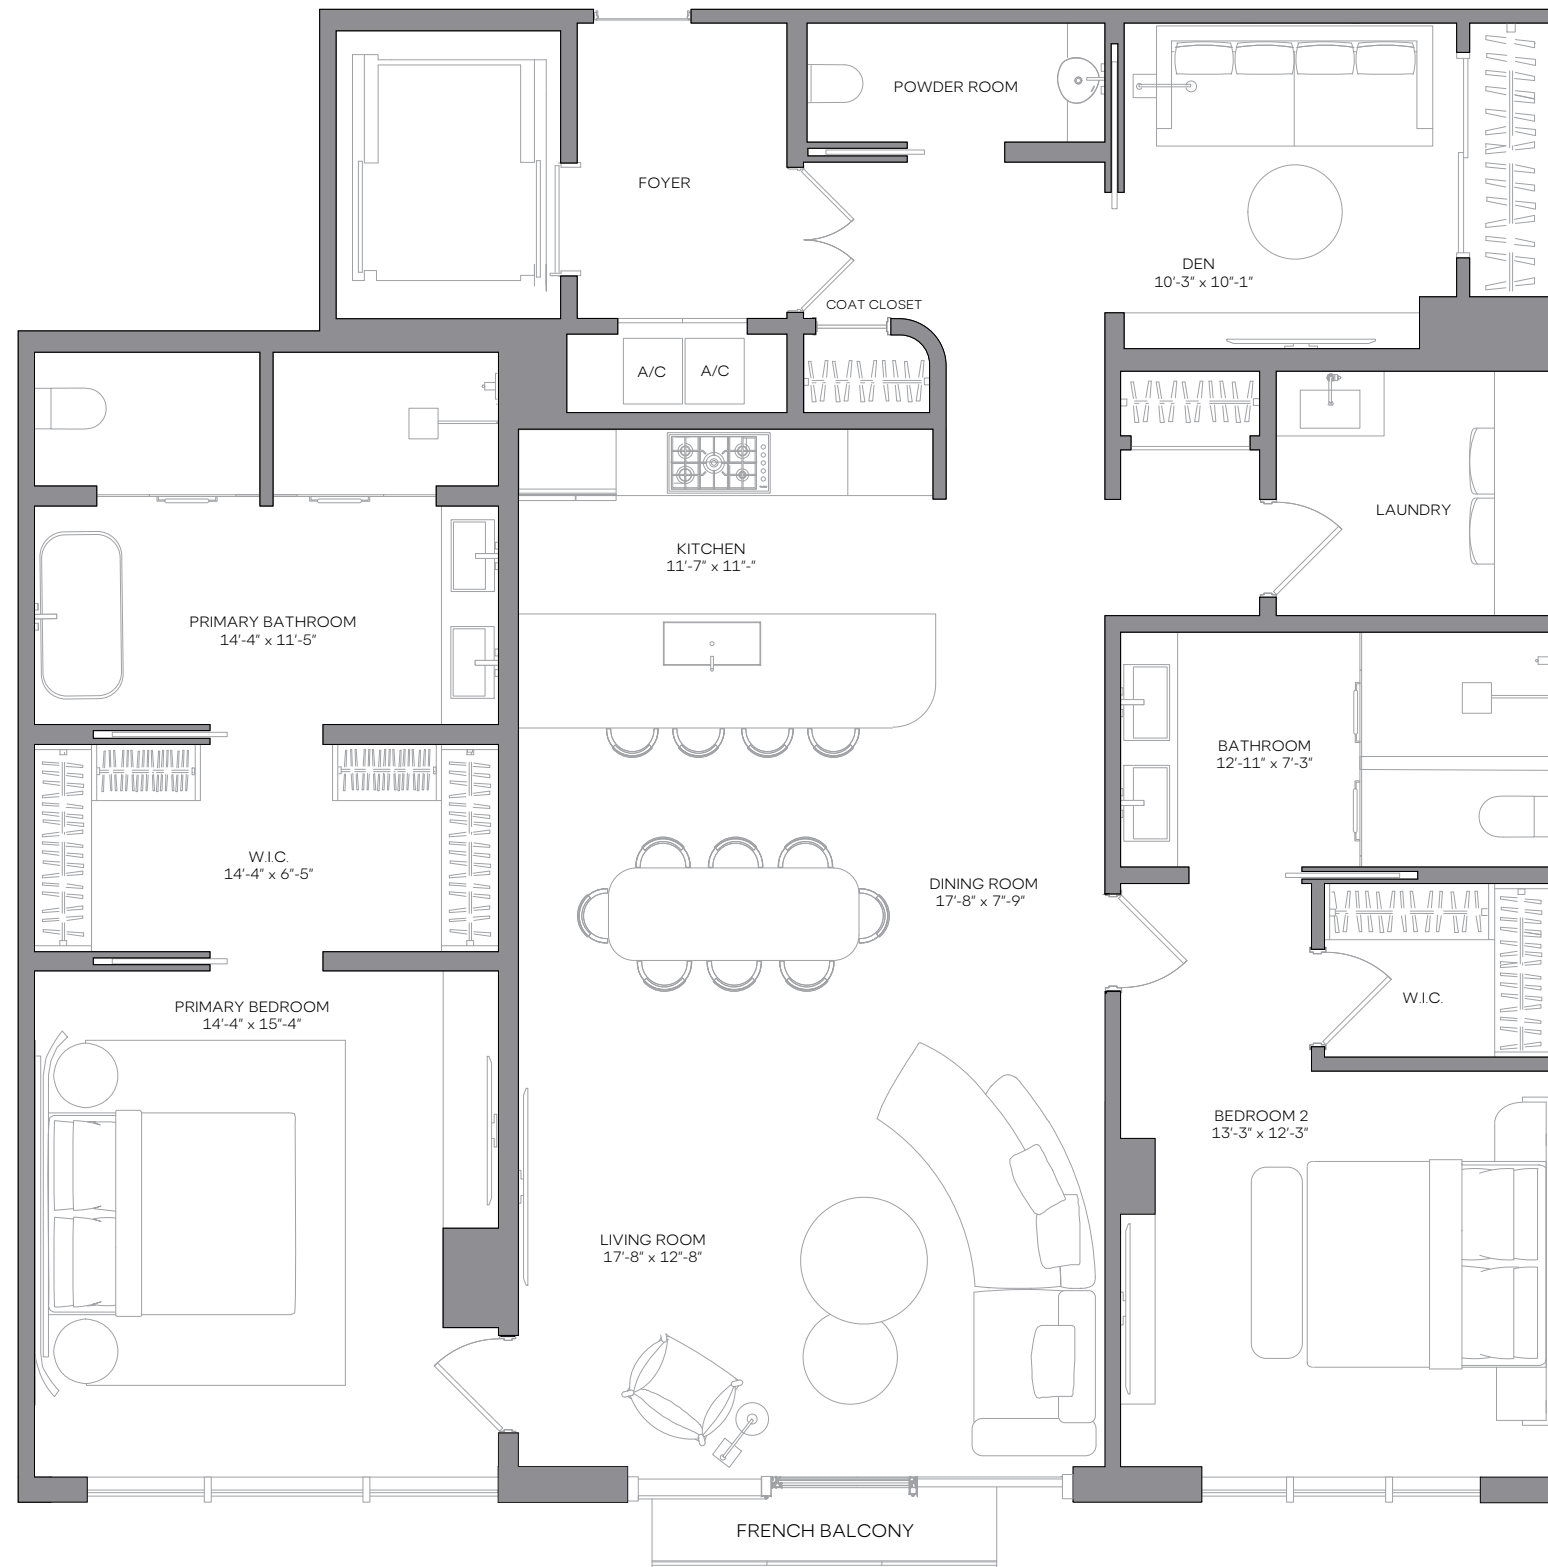 POWDER ROOM
FOYER
DEN
10'-3" x 10"-1"
COAT CLOSET
A/C
A/C
LAUNDRY
KITCHEN
11'-7" x 11"-"
PRIMARY BATHROOM
14'-4" x 11'-5"
BATHROOM
12'-11" x 7'-3"
W.I.C.
14'-4" x 6"-5"
DINING ROOM
17'-8" x 7"-9"
W.I.C.
PRIMARY BEDROOM
14'-4" x 15"-4"
BEDROOM 2
13'-3" x 12'-3"
LIVING ROOM
17'-8" x 12"-8"
FRENCH BALCONY